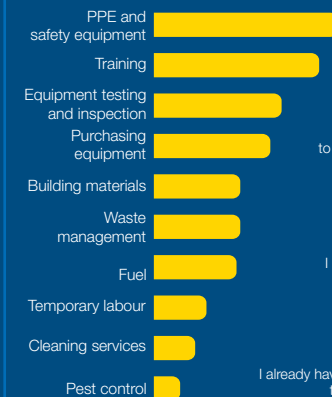 PPE and
safety equipment
Training
Equipment testing
and inspection
Purchasing
equipment
to
Building materials
Waste
management
I
Fuel
Temporary labour
Cleaning services
I already
Pest control